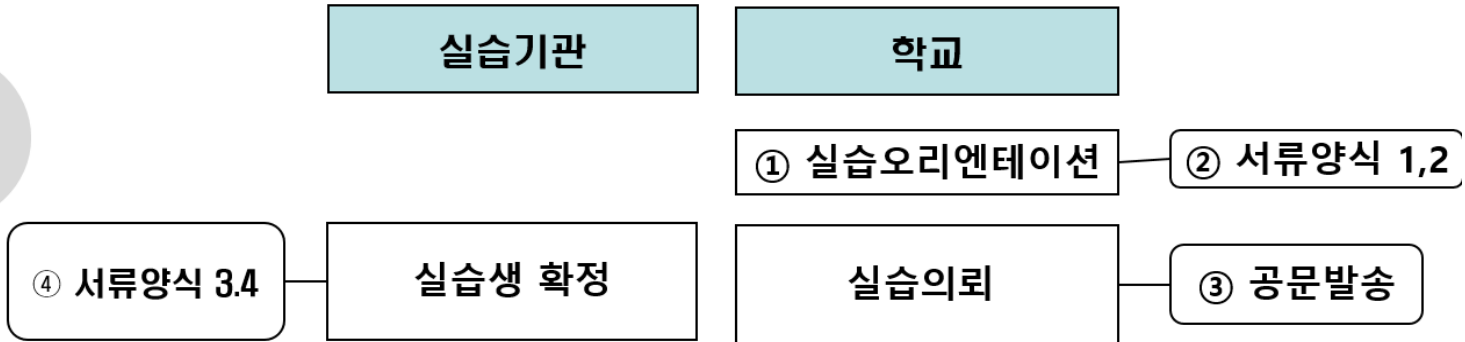 실습기관
학교
① 실습오리엔테이션
② 서류양식 1,2
④ 서류양식 3.4
실습생 확정
실습의뢰
③ 공문발송